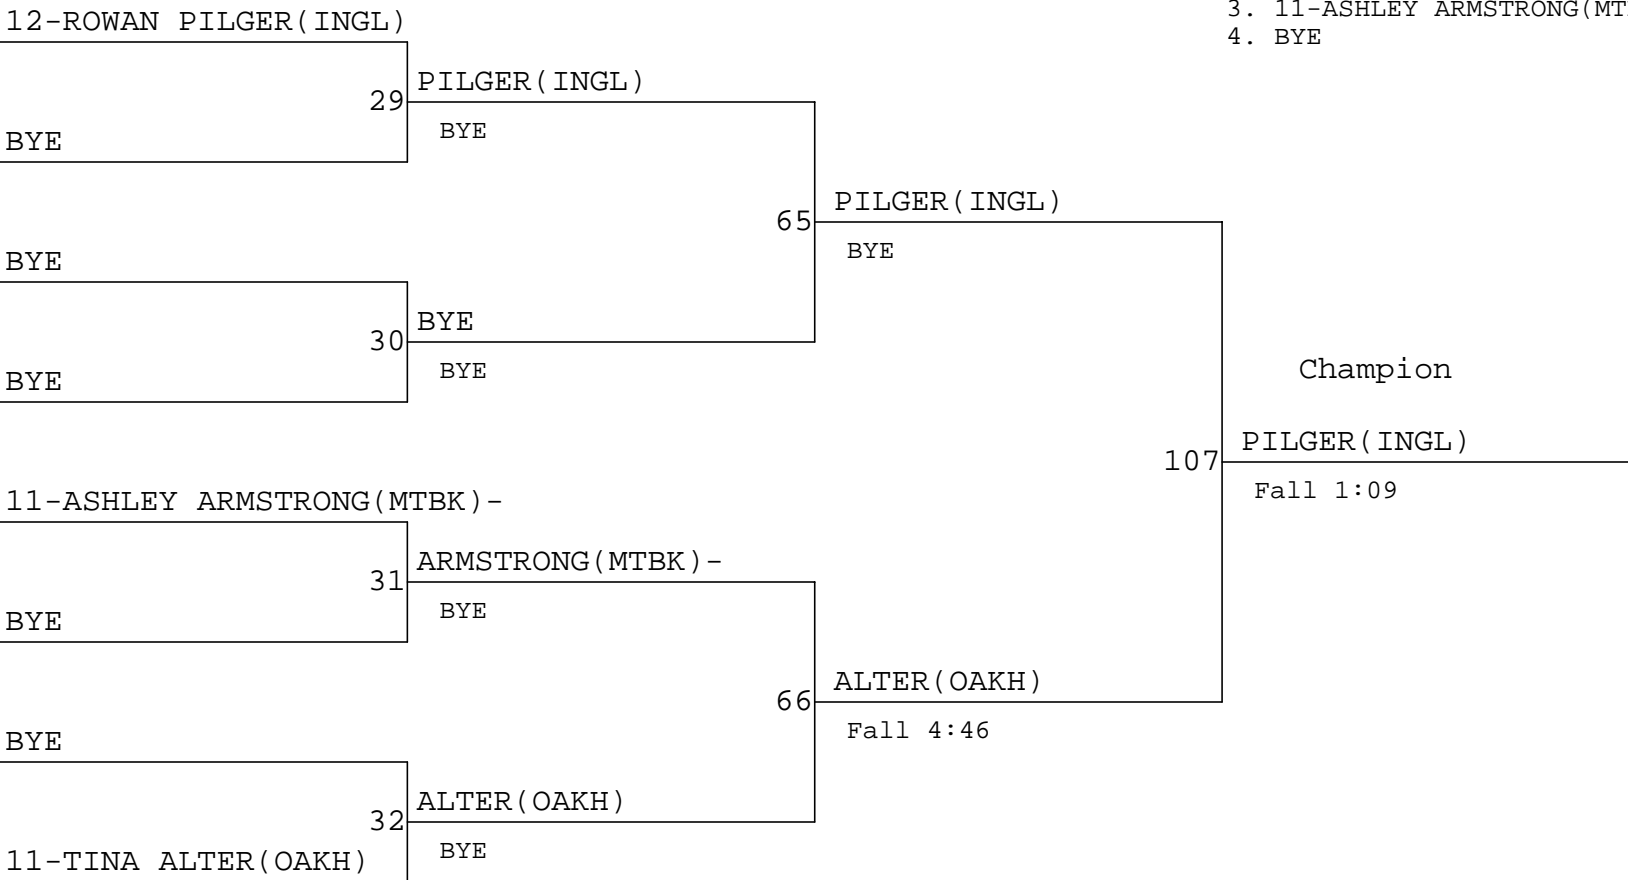 3. 11-ASHLEY ARMSTRONG(MT
4. BYE
12-ROWAN PILGER(INGL)
29
PILGER(INGL)
BYE
BYE
65
PILGER(INGL)
BYE
BYE
30
BYE
BYE
BYE
Champion
107
PILGER(INGL)
Fall 1:09
11-ASHLEY ARMSTRONG(MTBK)-
31
ARMSTRONG(MTBK)-
BYE
BYE
66
ALTER(OAKH)
Fall 4:46
BYE
32
ALTER(OAKH)
BYE
11-TINA ALTER(OAKH)